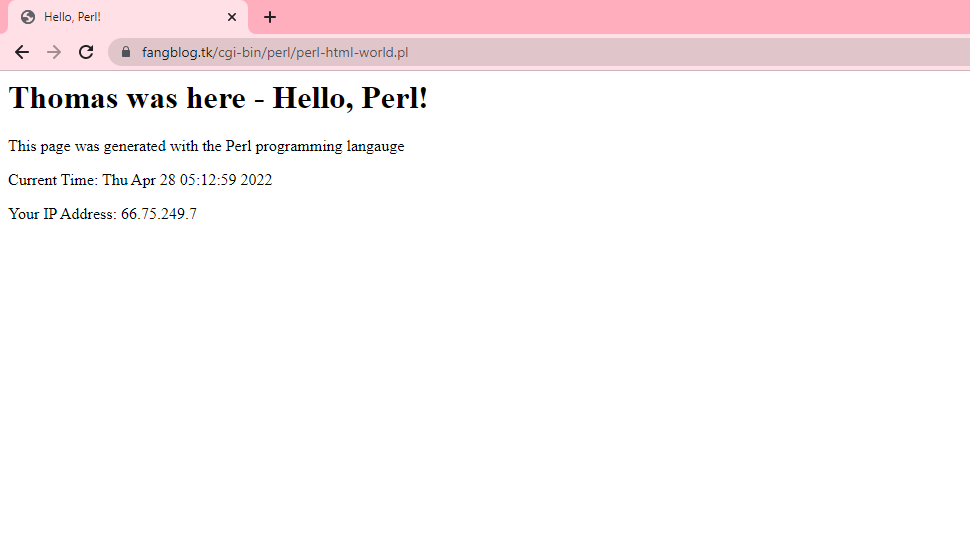 Hello, Perl!
fangblog.tk/cgi-bin/perl/perl-html-world.pl
Thomas was here - Hello, Perl!
This page was generated with the Perl programming langauge
Current Time: Thu Apr 28 05:12:59 2022
Your IP Address: 66.75.249.7